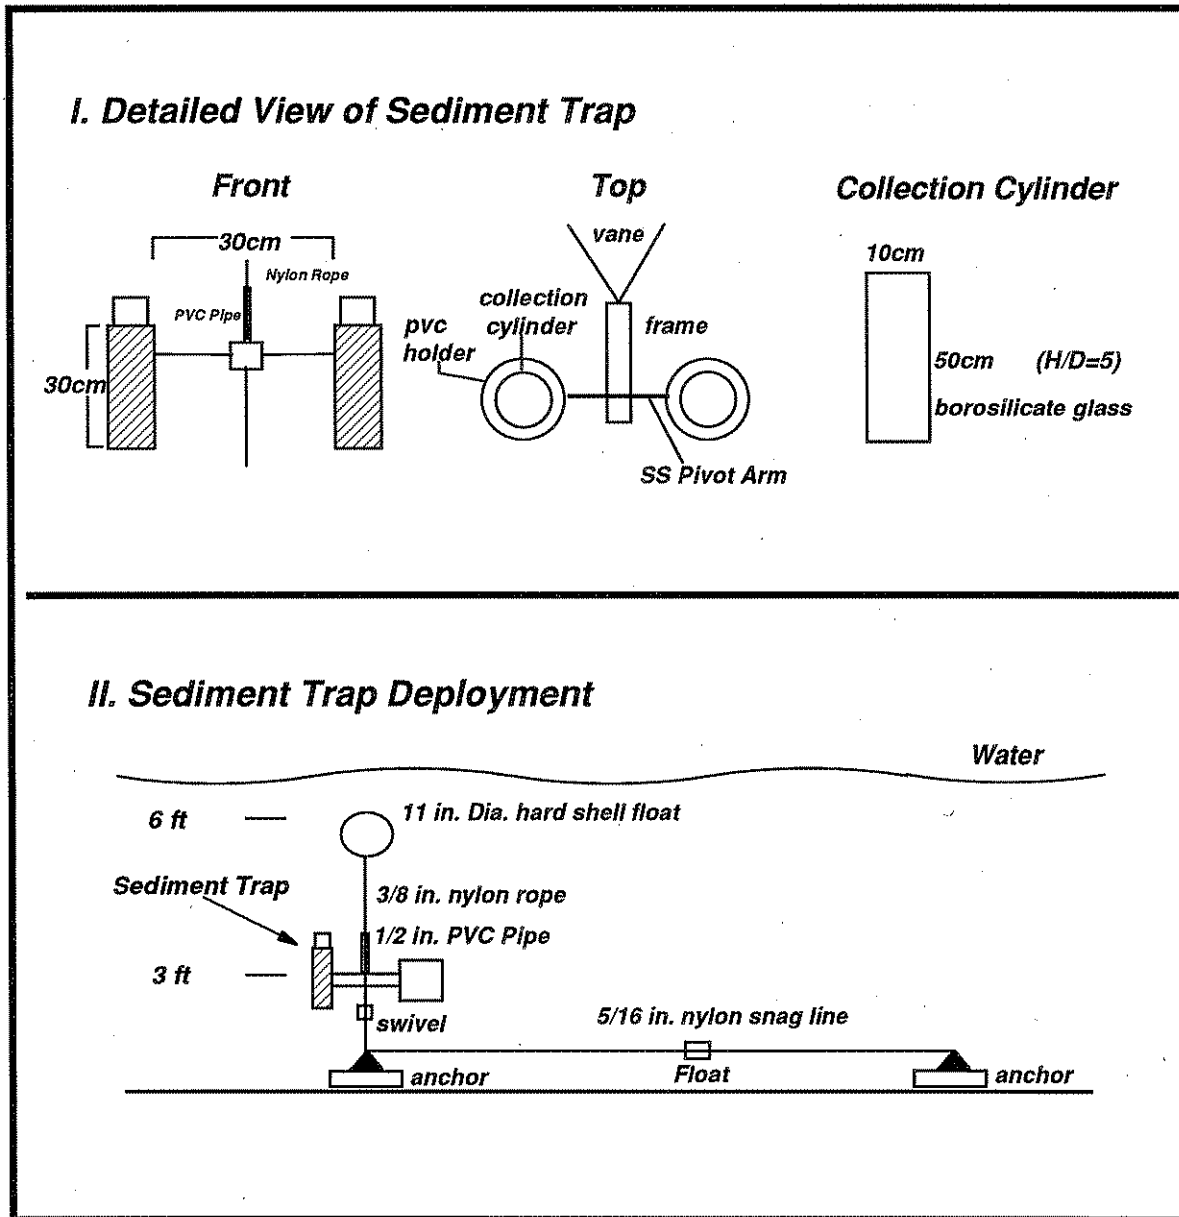 I. Detailed View of Sediment Trap
Front
Top
Collection Cylinder
30cm
Nylon Rope
PVC Pipe
30cm
vane
collection
cylinder
pvc
holder
frame
SS Pivot Arm
10cm
50cm (H/D=5)
borosilicate glass
II. Sediment Trap Deployment
Water
6 ft
11 in. Dia. hard shell float
Sediment Trap
3/8 in. nylon rope
1/2 in. PVC Pipe
3 ft
swivel
5/16 in. nylon snag line
Float
anchor
anchor